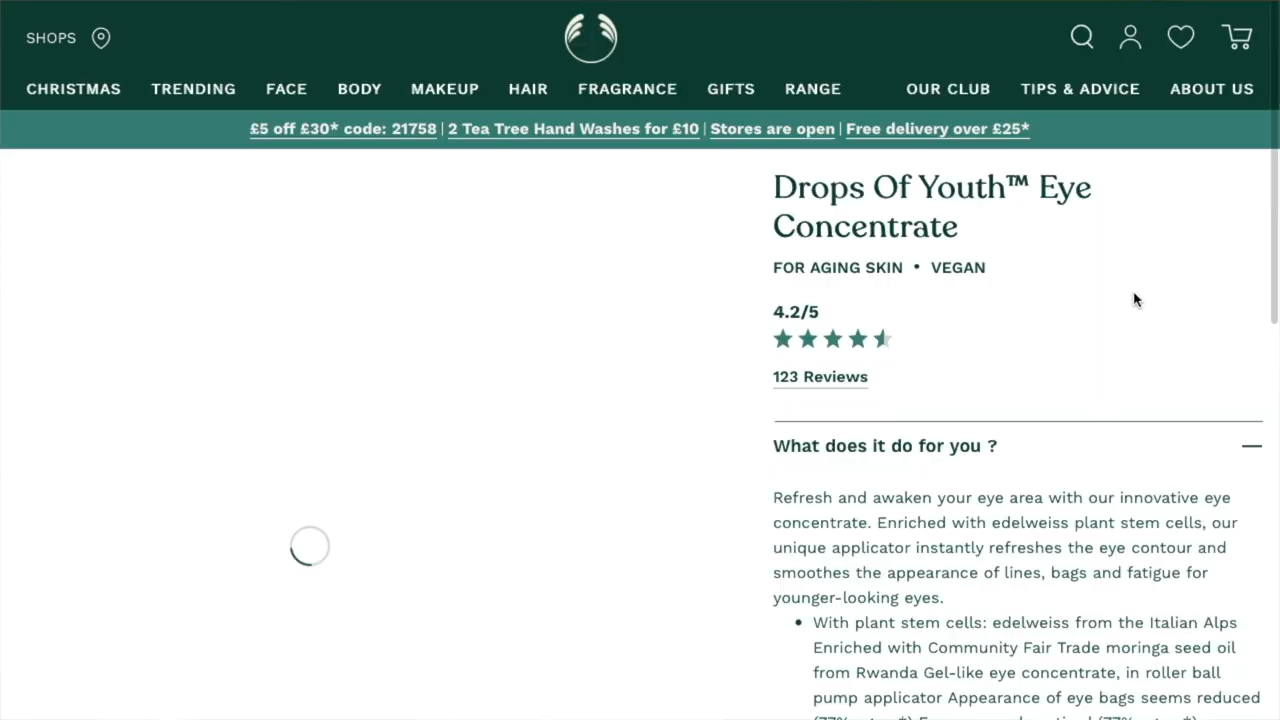 SHOPS
CHRISTMAS TRENDING FACE BODY MAKEUP HAIR FRAGRANCE GIFTS RANGE OUR CLUB TIPS & ADVICE ABOUT US
£5 off £30* code: 21758 | 2 Tea Tree Hand Washes for £10 | Stores are open | Free delivery over £25*
Drops Of Youth™ Eye
Concentrate
FOR AGING SKIN • VEGAN
4.2/5
123 Reviews
What does it do for you ?
Refresh and awaken your eye area with our innovative eye
concentrate. Enriched with edelweiss plant stem cells, our
unique applicator instantly refreshes the eye contour and
smoothes the appearance of lines, bags and fatigue for
younger-looking eyes.
• With plant stem cells: edelweiss from the Italian Alps
Enriched with Community Fair Trade moringa seed oil
from Rwanda Gel-like eye concentrate, in roller ball
pump applicator Appearance of eye bags seems reduced